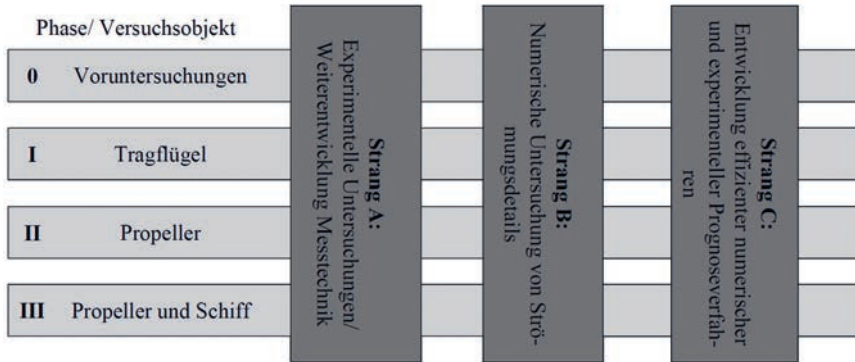 Phase/ Versuchsobjekt
0 Voruntersuchungen
I Tragflügel
II Propeller
III Propeller und Schiff
Strang A:
Experimentelle Untersuchungen/
Weiterentwicklung Messtechnik
Strang B:
Numerische Untersuchung von Strö-
mungsdetails
Strang C:
Entwicklung effizienter numerischer
und experimenteller Prognoseverfah-
ren